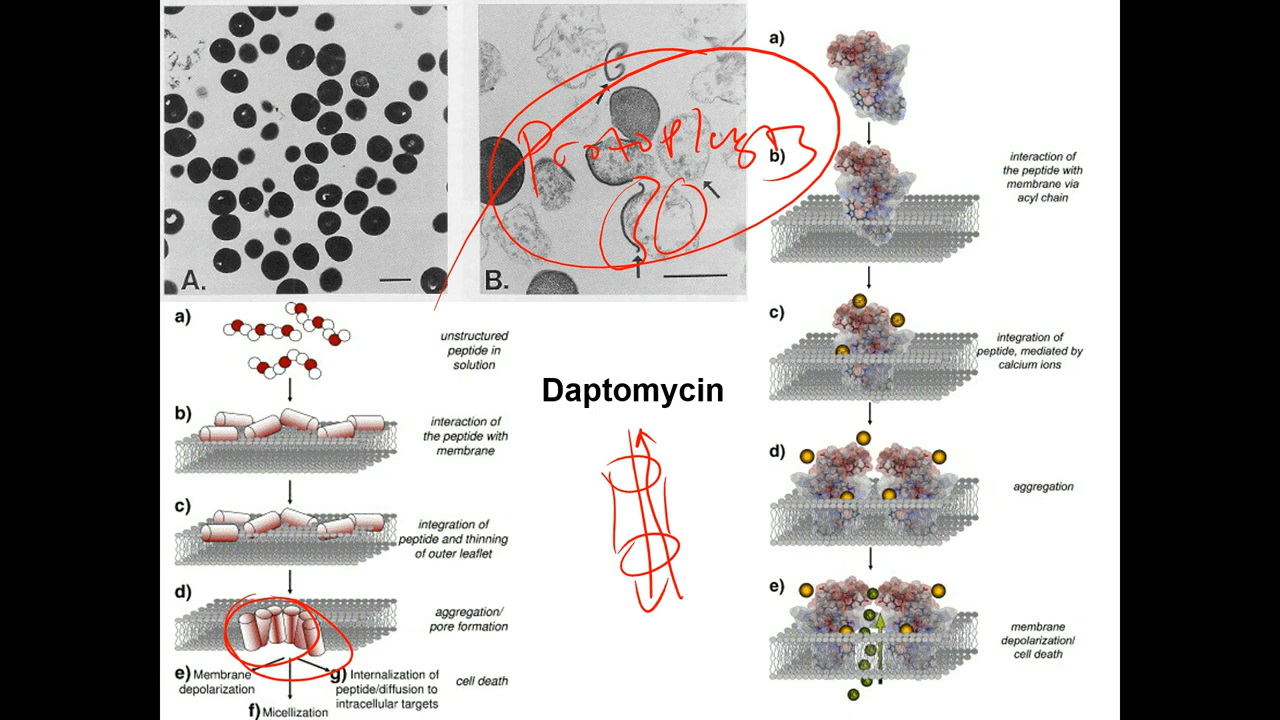 A.
B.
Protoplasts
a)
unstructured
peptide in
solution
b)
interaction of
the peptide with
membrane
c)
integration of
peptide and thinning
of outer leaflet
d)
aggregation/
pore formation
e) Membrane
depolarization
f) Micellization
g) Internalization of
peptide/diffusion to
intracellular targets
cell death
Daptomycin
a)
b)
interaction of
the peptide with
membrane via
acyl chain
c)
integration of
peptide, mediated by
calcium ions
d)
aggregation
e)
membrane
depolarization/
cell death